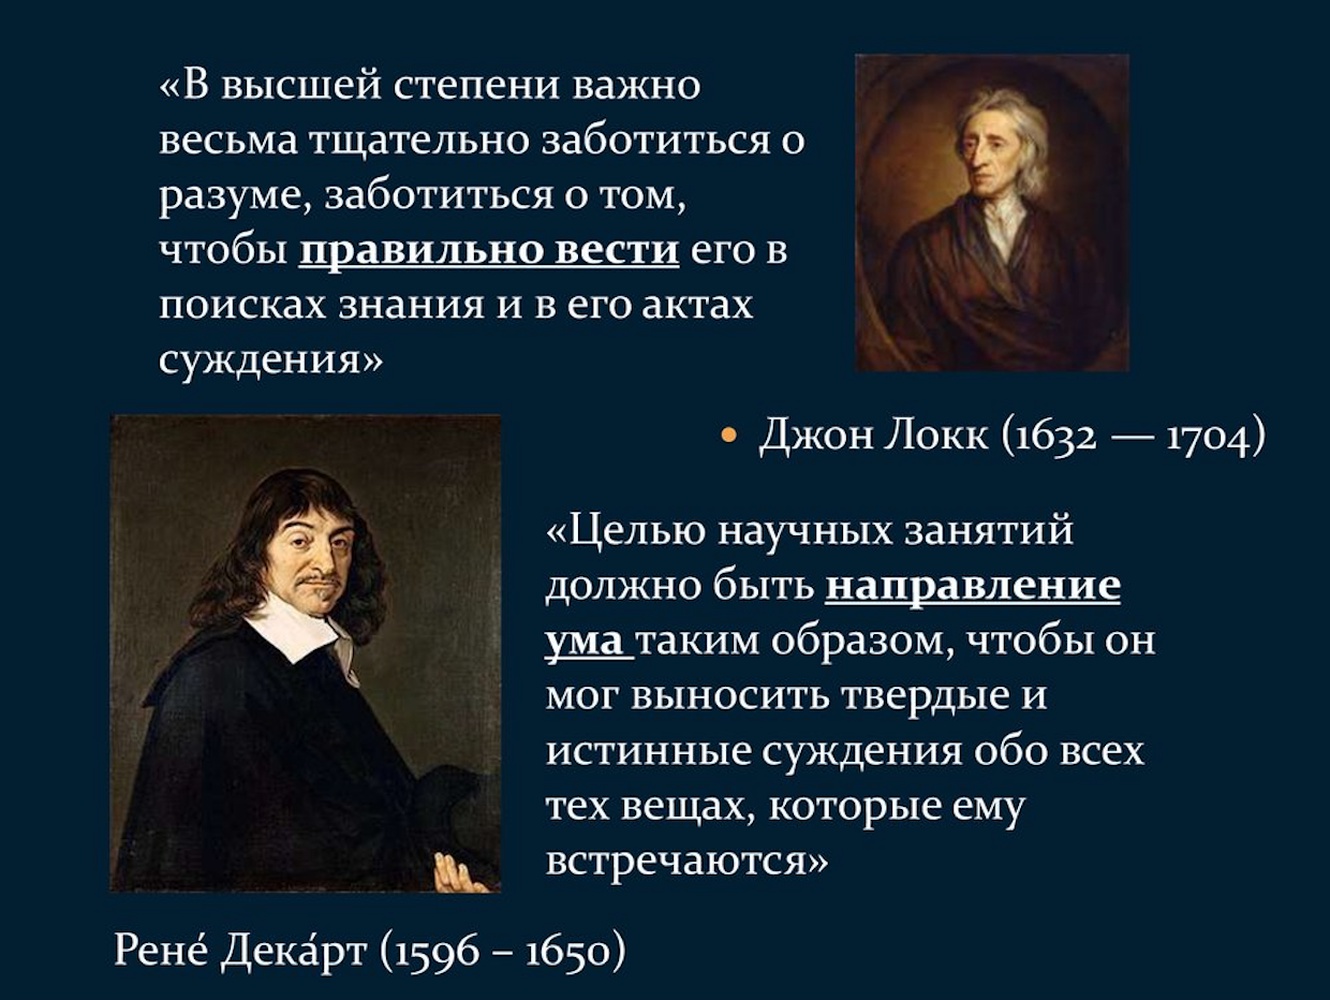 «В высшей степени важно
весьма тщательно заботиться о
разуме, заботиться о том,
чтобы правильно вести его в
поисках знания и в его актах
суждения»
• Джон Локк (1632 — 1704)
«Целью научных занятий
должно быть направление
ума таким образом, чтобы он
мог выносить твердые и
истинные суждения обо всех
тех вещах, которые ему
встречаются»
Рене́ Дека́рт (1596 – 1650)